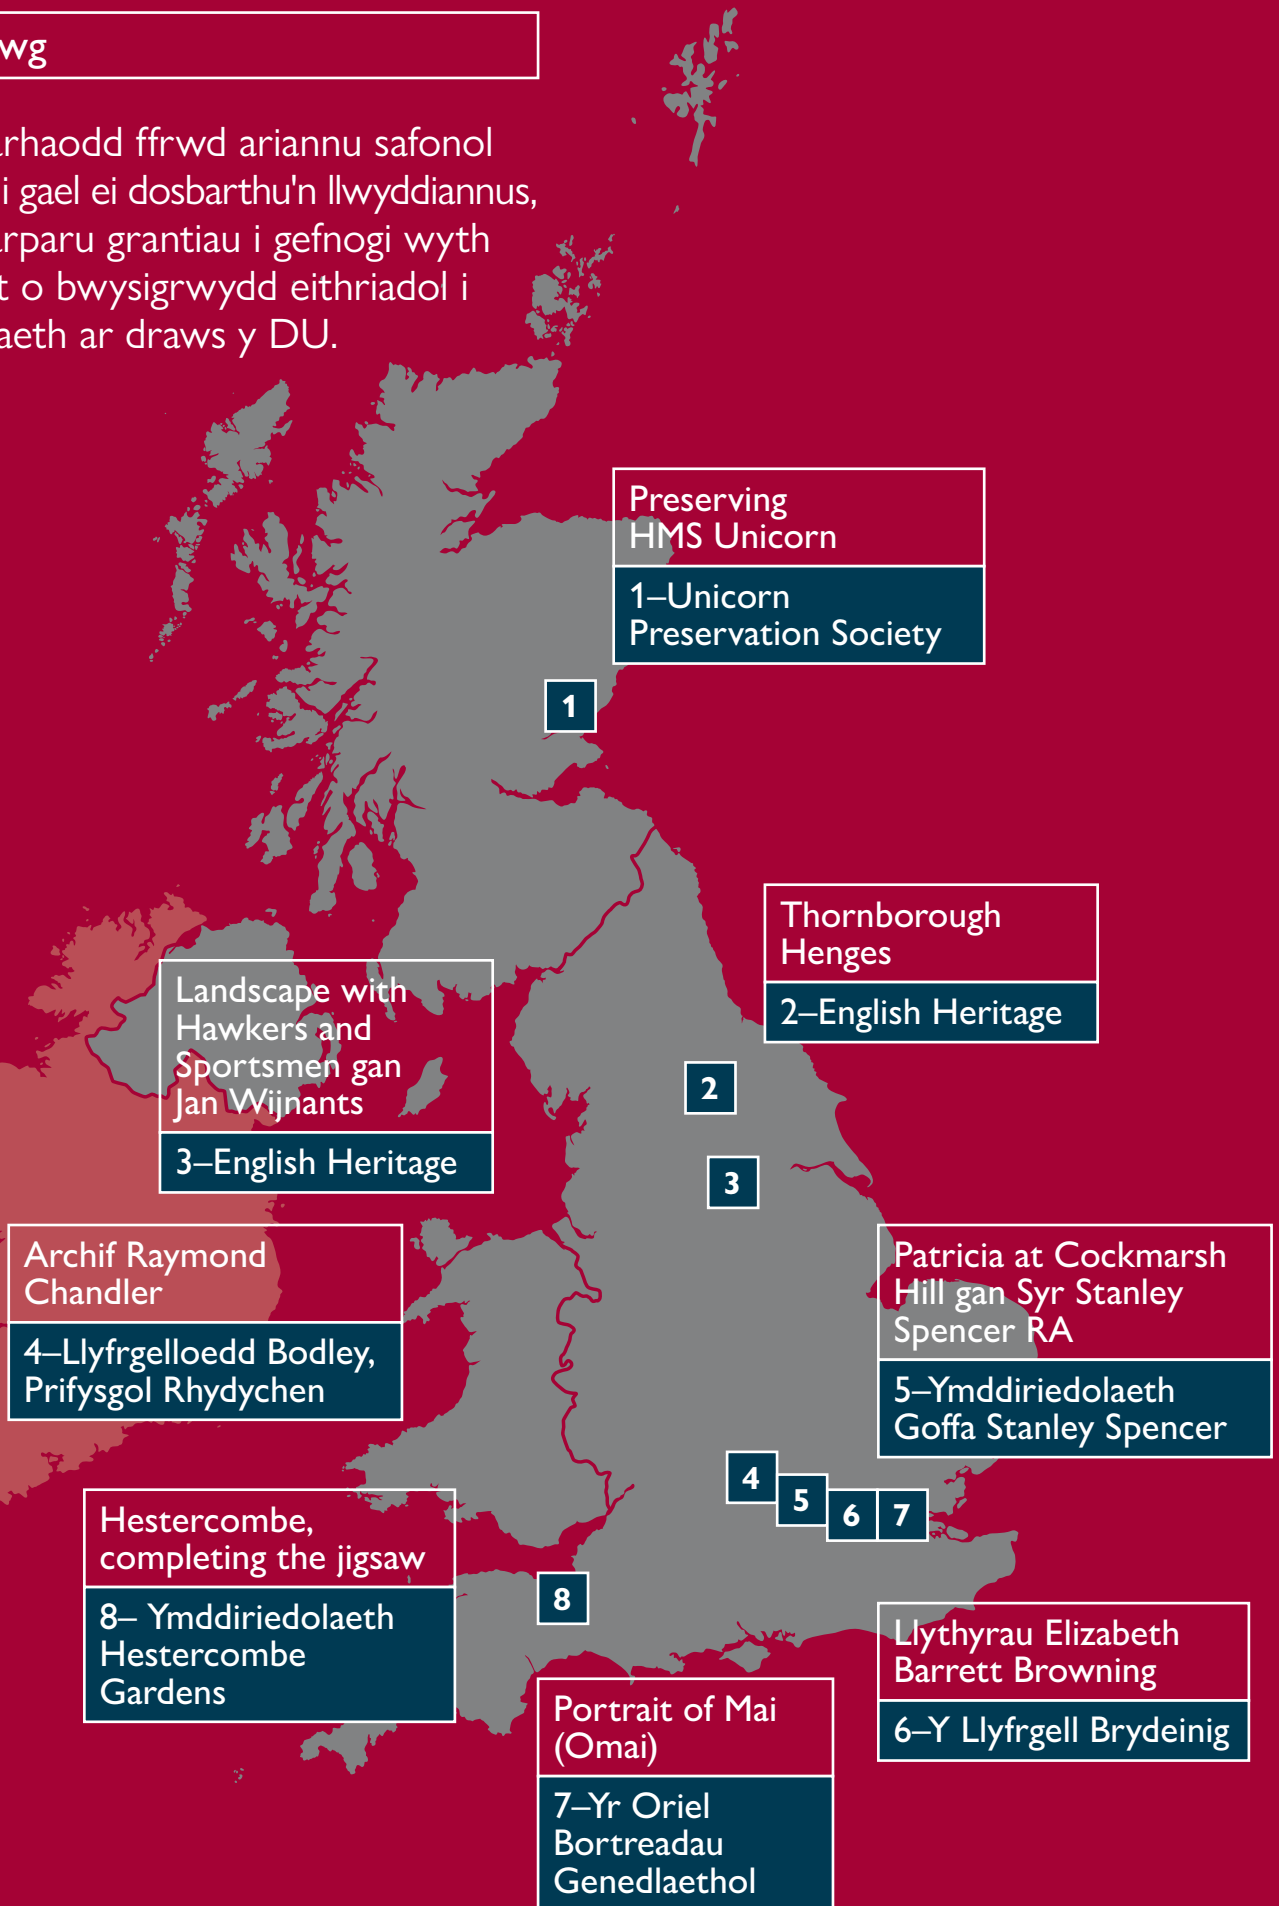 wg
arhaodd ffrwd ariannu safonol
i gael ei dosbarthu'n llwyddiannus,
arparu grantiau i gefnogi wyth
t o bwysigrwydd eithriadol i
aeth ar draws y DU.
Preserving
HMS Unicorn
1–Unicorn
Preservation Society
1
Thornborough
Henges
2–English Heritage
Landscape with
Hawkers and
Sportsmen gan
Jan Wijnants
3–English Heritage
2
3
Archif Raymond
Chandler
4–Llyfrgelloedd Bodley,
Prifysgol Rhydychen
Patricia at Cockmarsh
Hill gan Syr Stanley
Spencer RA
5–Ymddiriedolaeth
Goffa Stanley Spencer
4
5
6
7
Hestercombe,
completing the jigsaw
8– Ymddiriedolaeth
Hestercombe
Gardens
8
Llythyrau Elizabeth
Barrett Browning
6–Y Llyfrgell Brydeinig
Portrait of Mai
(Omai)
7–Yr Oriel
Bortreadau
Genedlaethol